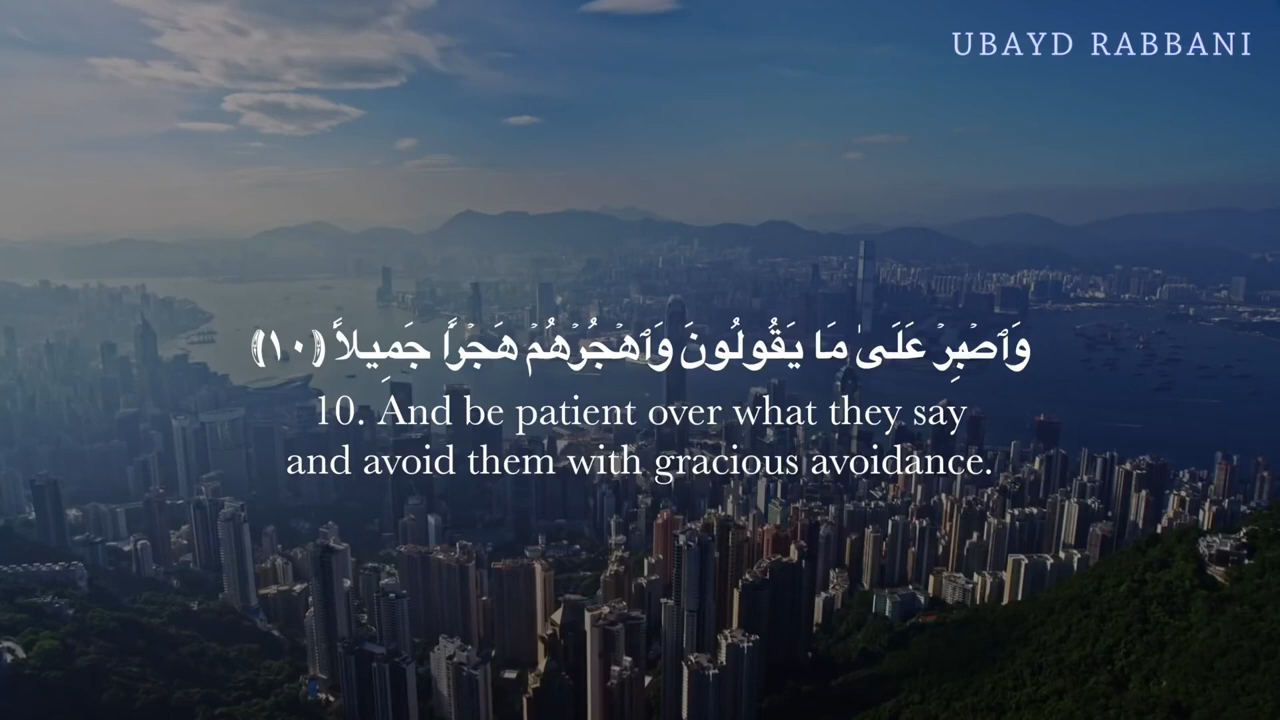 UBAYD RABBANI
وَٱصْبِرْ عَلَىٰ مَا يَقُولُونَ وَٱهْجُرْهُمْ هَجْرًا جَمِيلاً ﴿١٠﴾
10. And be patient over what they say
and avoid them with gracious avoidance.